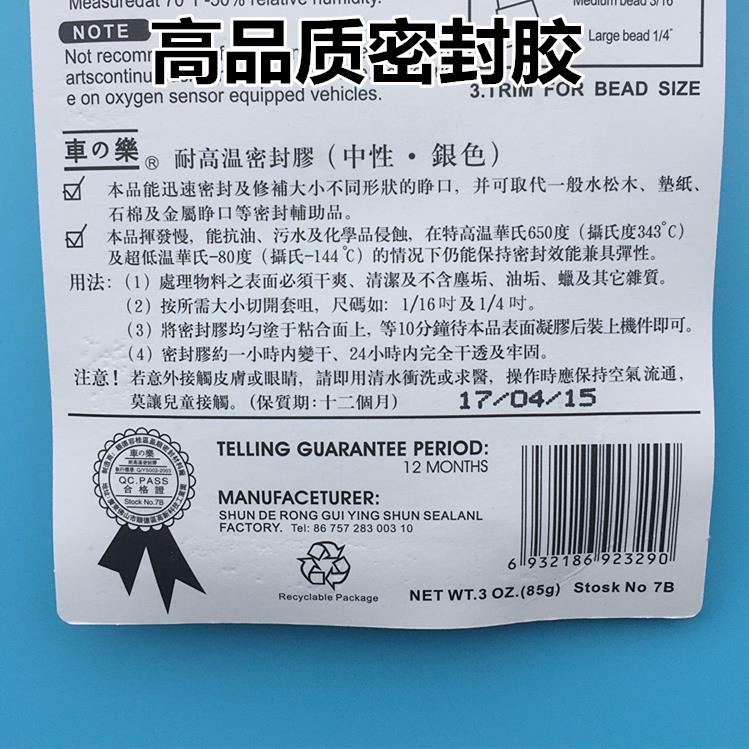 Measuredat 70°F-50% relative humidity.
Medium bead 3/16"
NOTE
Large bead 1/4"
高品质密封胶
Not recomm
artscontinu
e on oxygen sensor equipped vehicles.
3.TRIM FOR BEAD SIZE
車の樂® 耐高温密封膠(中性·銀色)
本品能迅速密封及修補大小不同形狀的睁口，并可取代一般水松木、墊紙、
石棉及金屬睁口等密封輔助品。
本品揮發慢，能抗油、污水及化學品侵蝕，在特高温華氏650度（攝氏度343℃）
及超低温華氏-80度（攝氏-144℃）的情况下仍能保持密封效能兼具彈性。
用法：（1）處理物料之表面必須干爽、清潔及不含塵垢、油垢、蠟及其它雜質。
（2）按所需大小切開套咀，尺碼如：1/16吋及1/4吋。
（3）將密封膠均匀塗于粘合面上，等10分鐘待本品表面凝膠后裝上機件即可。
（4）密封膠約一小時内變干、24小時内完全干透及牢固。
注意！若意外接觸皮膚或眼睛，請即用清水衝洗或求醫，操作時應保持空氣流通，
莫讓兒童接觸。（保質期：十二個月） 17/04/15
車の樂
耐高温密封膠
QC.PASS
合格證
Stock No.7B
TELLING GUARANTEE PERIOD:
12 MONTHS
MANUFACETURER:
SHUN DE RONG GUI YING SHUN SEALANL
FACTORY. Tel: 86 757 283 003 10
6 932186 923290
Recyclable Package
NET WT.3 OZ.(85g) Stosk No 7B